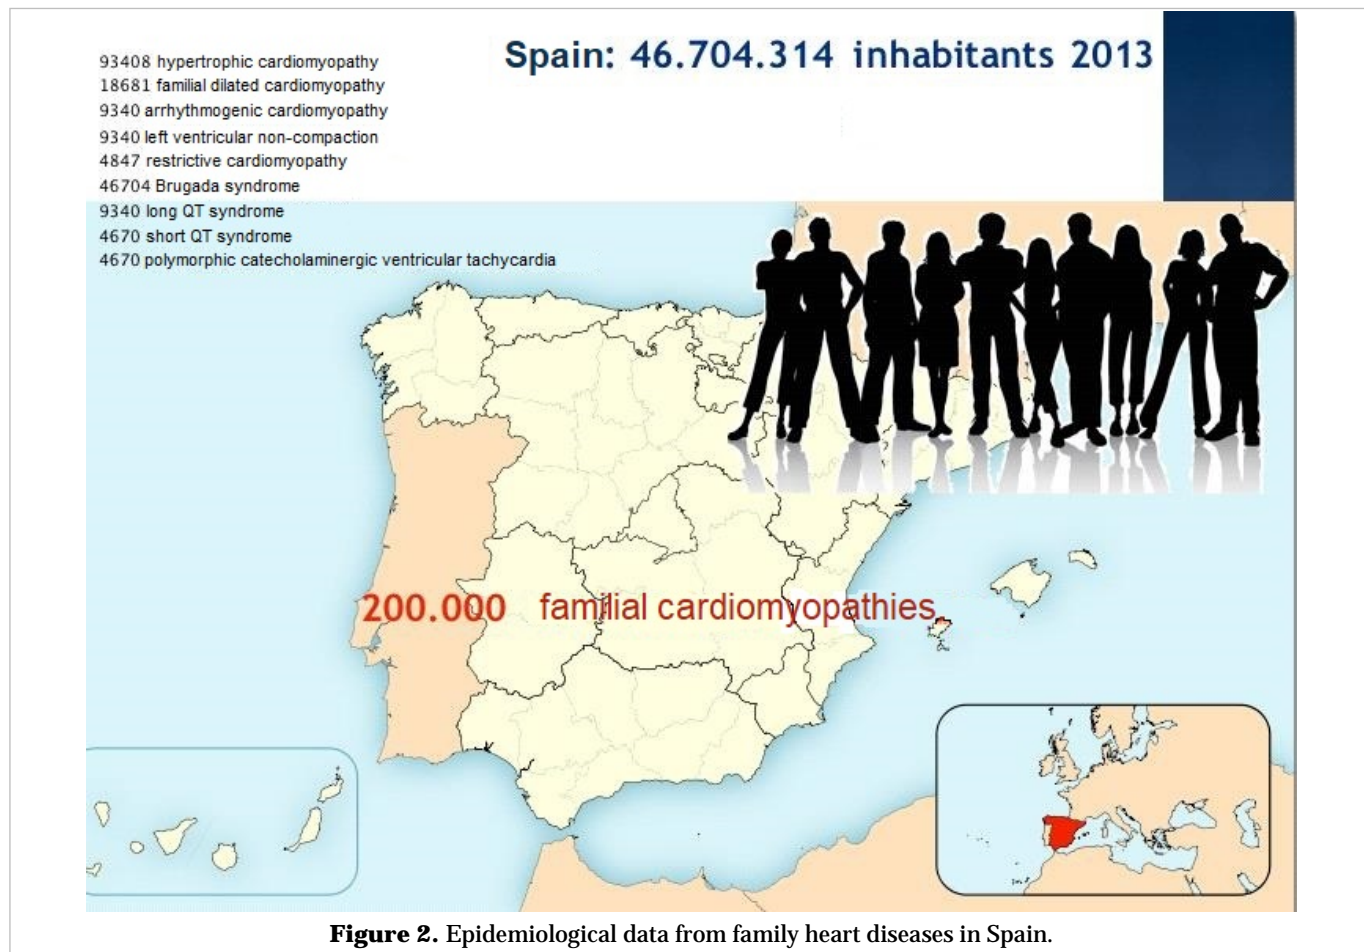 Spain: 46.704.314 inhabitants 2013
93408 hypertrophic cardiomyopathy
18681 familial dilated cardiomyopathy
9340 arrhythmogenic cardiomyopathy
9340 left ventricular non-compaction
4847 restrictive cardiomyopathy
46704 Brugada syndrome
9340 long QT syndrome
4670 short QT syndrome
4670 polymorphic catecholaminergic ventricular tachycardia
200.000 familial cardiomyopathies
Figure 2. Epidemiological data from family heart diseases in Spain.